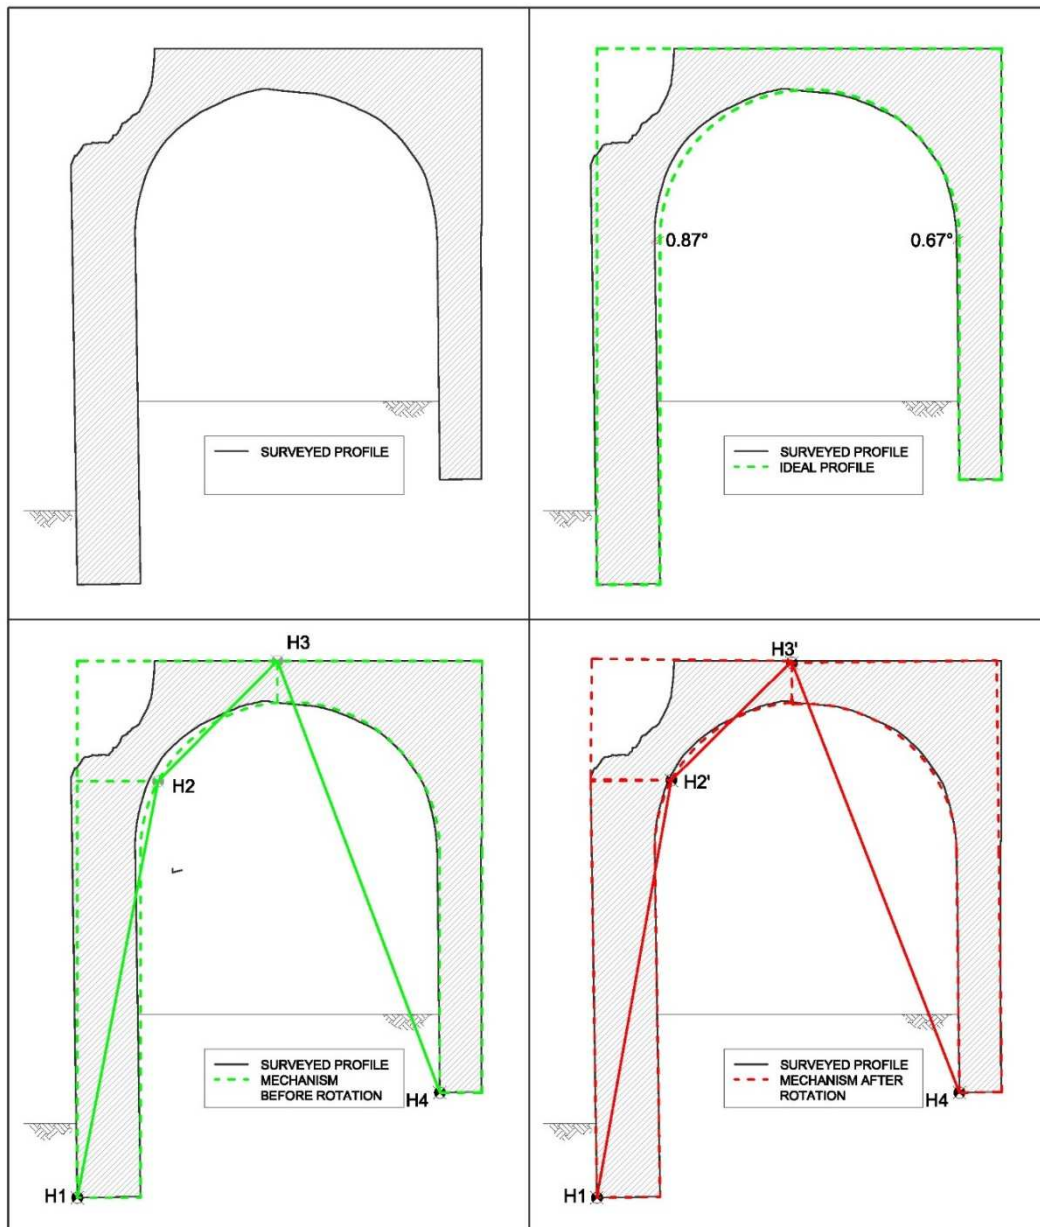 SURVEYED PROFILE
0.87°
0.67°
SURVEYED PROFILE
IDEAL PROFILE
H3
H2
SURVEYED PROFILE
MECHANISM
BEFORE ROTATION
H4
H1
H3'
H2'
SURVEYED PROFILE
MECHANISM AFTER
ROTATION
H4
H1